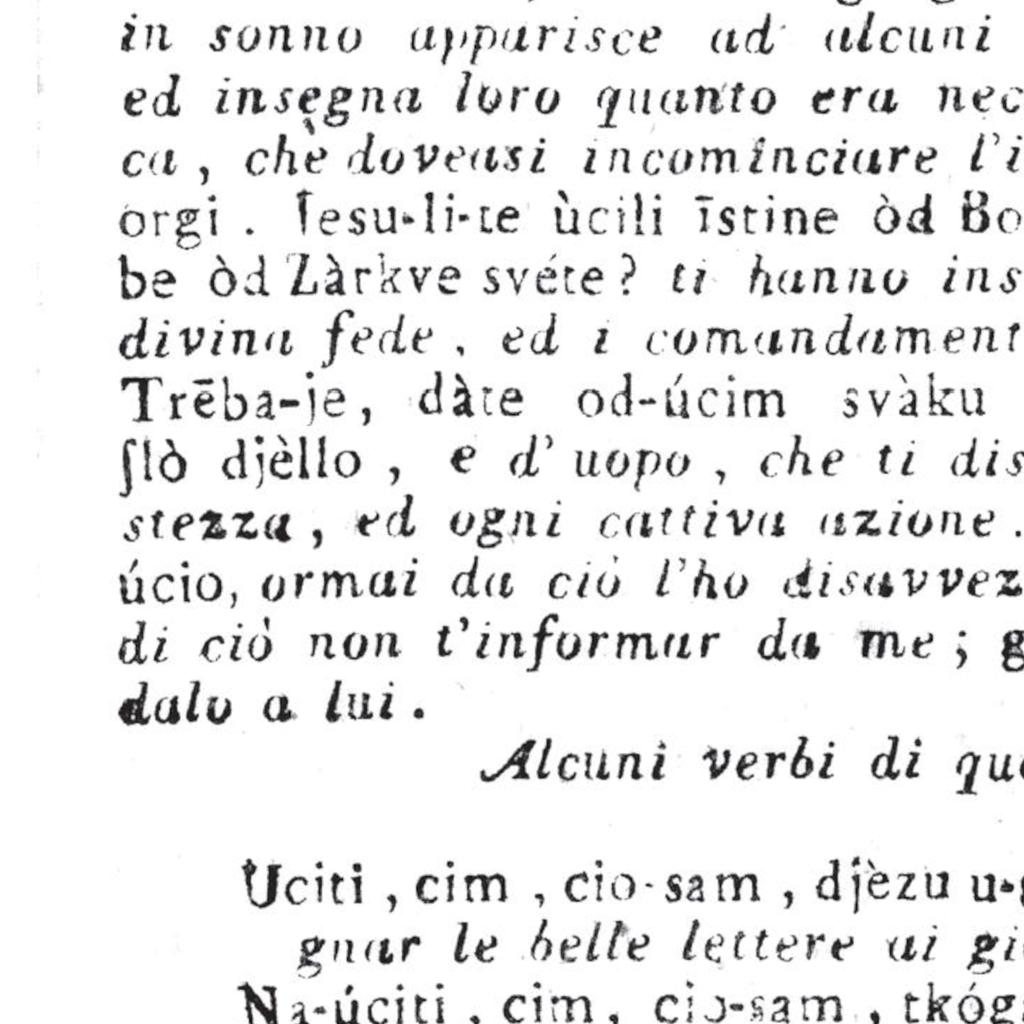 in sonno apparisce ad alcuni
ed insegna loro quanto era nec
ca, chè doveasi incominciare l'i
orgi. Iesu-li-te ùcili īstine òd Bo
be òd Zàrkve svéte? ti hanno ins
divina fede, ed i comandament
Trēba-je, dàte od-úcim svàku
ſlò djèllo, e d' uopo, che ti dis
stezza, ed ogni cattiva azione.
úcio, ormai da ciò l'ho disavvez
di ciò non t'informar da me; g
dalo a lui.
Alcuni verbi di que
Uciti, cim, cio-sam, djèzu u-g
gnar le belle lettere ai gi
Na-úciti, cim, cio-sam, tkóg